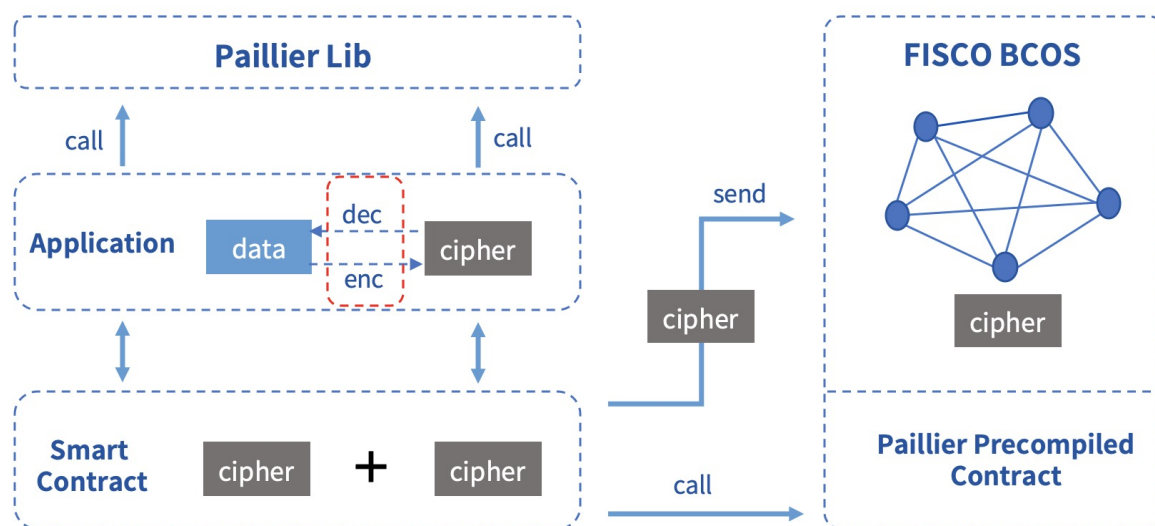 Paillier Lib
call
call
Application
data
dec
enc
cipher
Smart
Contract
cipher
+
cipher
send
cipher
call
FISCO BCOS
cipher
Paillier Precompiled
Contract